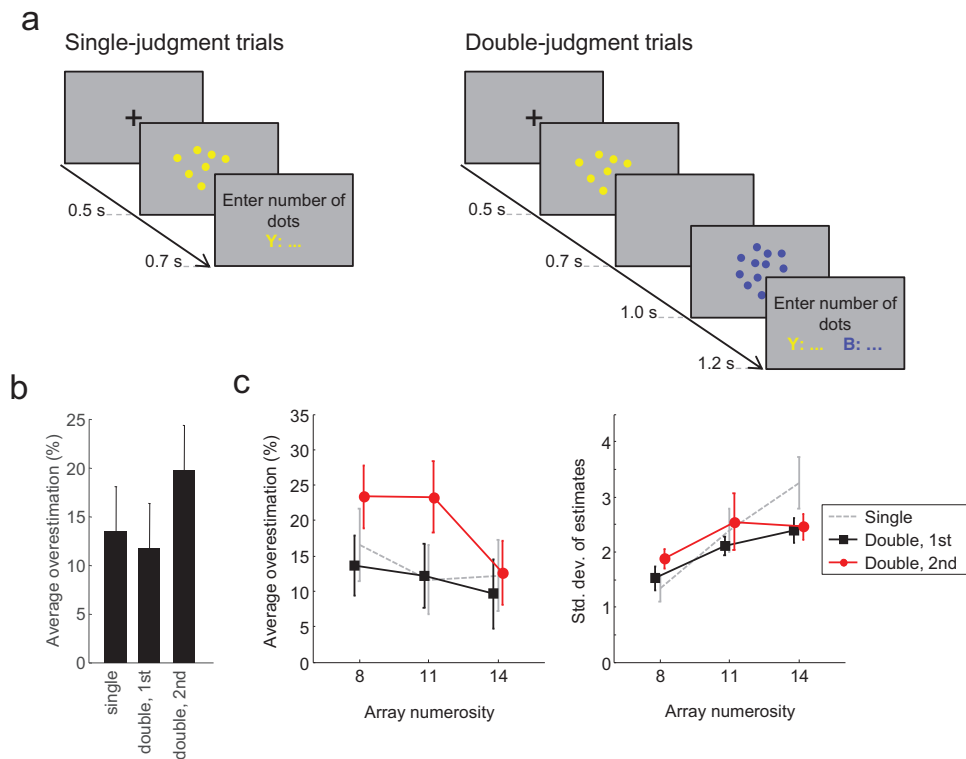 a
Single-judgment trials
Enter number of
dots
Y: ...
0.5 s
0.7 s
Double-judgment trials
Enter number of
dots
Y: ... B: ...
0.5 s
0.7 s
1.0 s
1.2 s
b
Average overestimation (%)
25
20
15
10
5
0
single
double, 1st
double, 2nd
c
Average overestimation (%)
35
30
25
20
15
10
5
0
8 11 14
Array numerosity
Std. dev. of estimates
4
3
2
1
0
8 11 14
Array numerosity
Single
Double, 1st
Double, 2nd